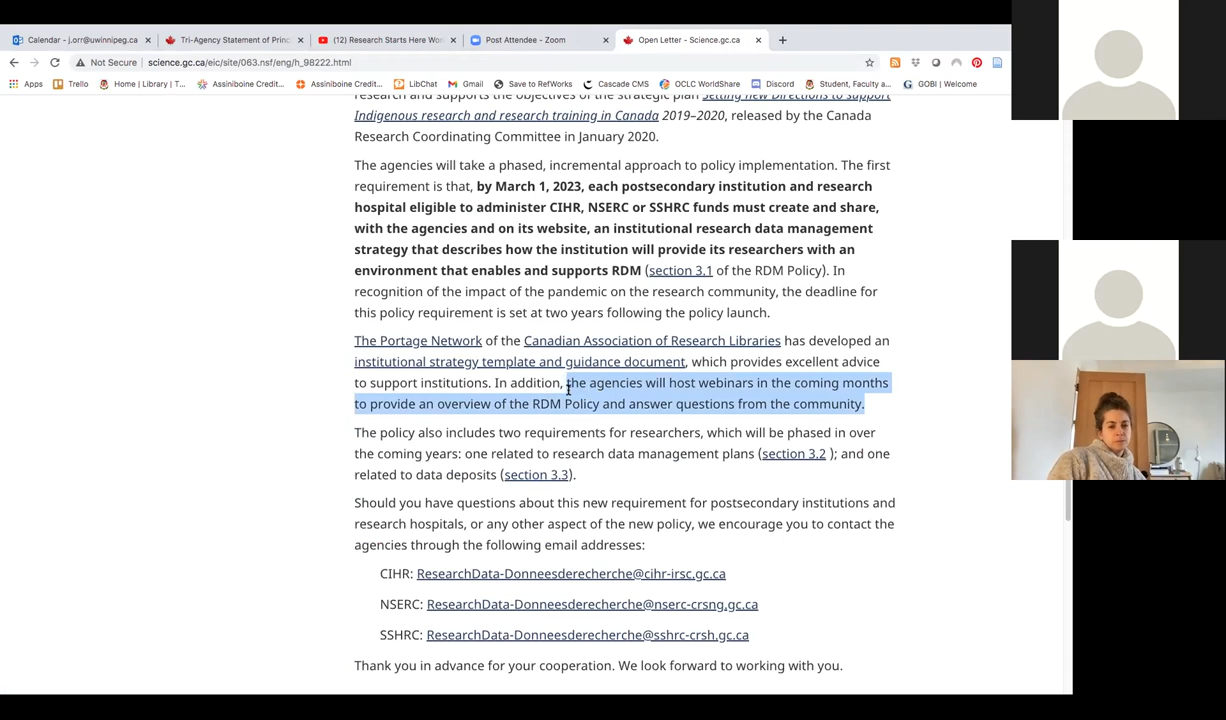 Calendar - j.orr@uwinnipeg.ca
Tri-Agency Statement of Princ
(12) Research Starts Here Wor
Post Attendee - Zoom
Open Letter - Science.gc.ca
Not Secure
science.gc.ca/eic/site/063.nsf/eng/h_98222.html
Apps
Trello
Home | Library | T...
Assiniboine Credit...
Assiniboine Credit...
LibChat
Gmail
Save to RefWorks
Cascade CMS
OCLC WorldShare
Discord
Student, Faculty a...
GOBI | Welcome
research and supports the objectives of the strategic plan Setting new Directions to support
Indigenous research and research training in Canada 2019–2020, released by the Canada
Research Coordinating Committee in January 2020.
The agencies will take a phased, incremental approach to policy implementation. The first
requirement is that, by March 1, 2023, each postsecondary institution and research
hospital eligible to administer CIHR, NSERC or SSHRC funds must create and share,
with the agencies and on its website, an institutional research data management
strategy that describes how the institution will provide its researchers with an
environment that enables and supports RDM (section 3.1 of the RDM Policy). In
recognition of the impact of the pandemic on the research community, the deadline for
this policy requirement is set at two years following the policy launch.
The Portage Network of the Canadian Association of Research Libraries has developed an
institutional strategy template and guidance document, which provides excellent advice
to support institutions. In addition, the agencies will host webinars in the coming months
to provide an overview of the RDM Policy and answer questions from the community.
The policy also includes two requirements for researchers, which will be phased in over
the coming years: one related to research data management plans (section 3.2 ); and one
related to data deposits (section 3.3).
Should you have questions about this new requirement for postsecondary institutions and
research hospitals, or any other aspect of the new policy, we encourage you to contact the
agencies through the following email addresses:
CIHR: ResearchData-Donneesderecherche@cihr-irsc.gc.ca
NSERC: ResearchData-Donneesderecherche@nserc-crsng.gc.ca
SSHRC: ResearchData-Donneesderecherche@sshrc-crsh.gc.ca
Thank you in advance for your cooperation. We look forward to working with you.